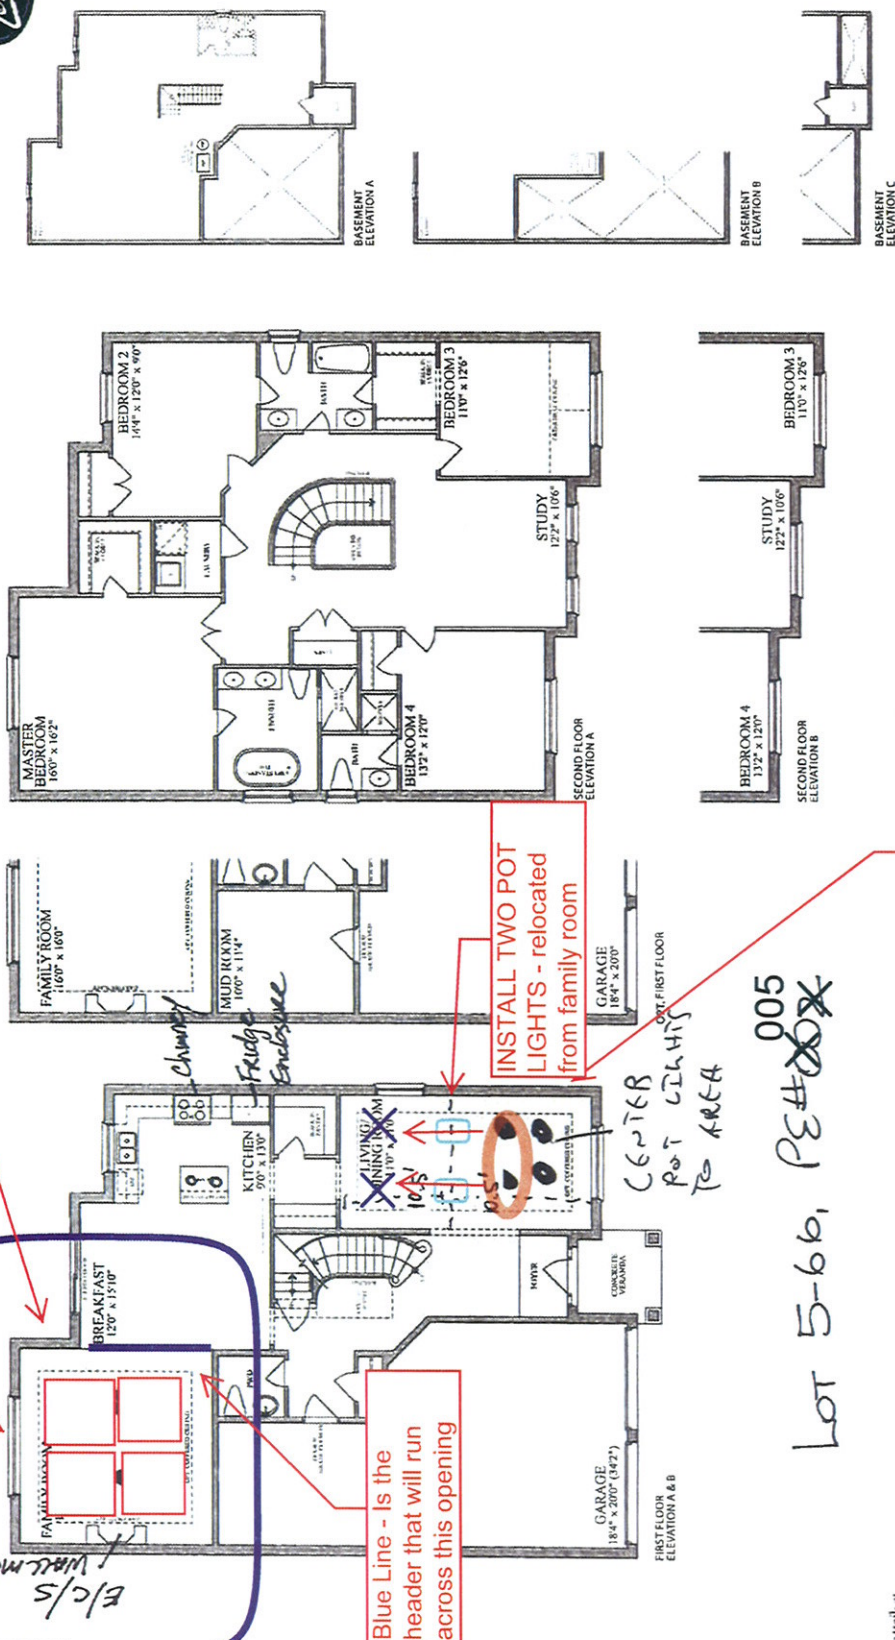 BASEMENT
ELEVATION A
BASEMENT
ELEVATION B
BASEMENT
ELEVATION C
MASTER
BEDROOM
16'0" x 16'2"
BEDROOM 2
14'4" x 12'0" x 9'0"
LAUNDRY
BATH
BEDROOM 3
11'0" x 12'6"
STUDY
12'2" x 10'6"
ENSUITE
BATH
BEDROOM 4
13'2" x 12'0"
SECOND FLOOR
ELEVATION A
BEDROOM 3
11'0" x 12'6"
STUDY
12'2" x 10'6"
BEDROOM 4
13'2" x 12'0"
SECOND FLOOR
ELEVATION B
FAMILY ROOM
16'0" x 16'0"
MUD ROOM
10'0" x 11'4"
GARAGE
18'4" x 20'0"
OPT. FIRST FLOOR
INSTALL TWO POT
LIGHTS - relocated
from family room
Chimney
Fridge
Enclosure
KITCHEN
9'0" x 13'0"
BREAKFAST
12'0" x 15'10"
LIVING/
DINING ROOM
10.5'
FOYER
CONCRETE
VERANDA
PWD
FAMILY ROOM
E/C/S
GARAGE
18'4" x 20'0" (34'2")
FIRST FLOOR
ELEVATION A & B
Blue Line - Is the
header that will run
across this opening
CENTER
POT LIGHTS
TO AREA
LOT 5-66, PE# 005